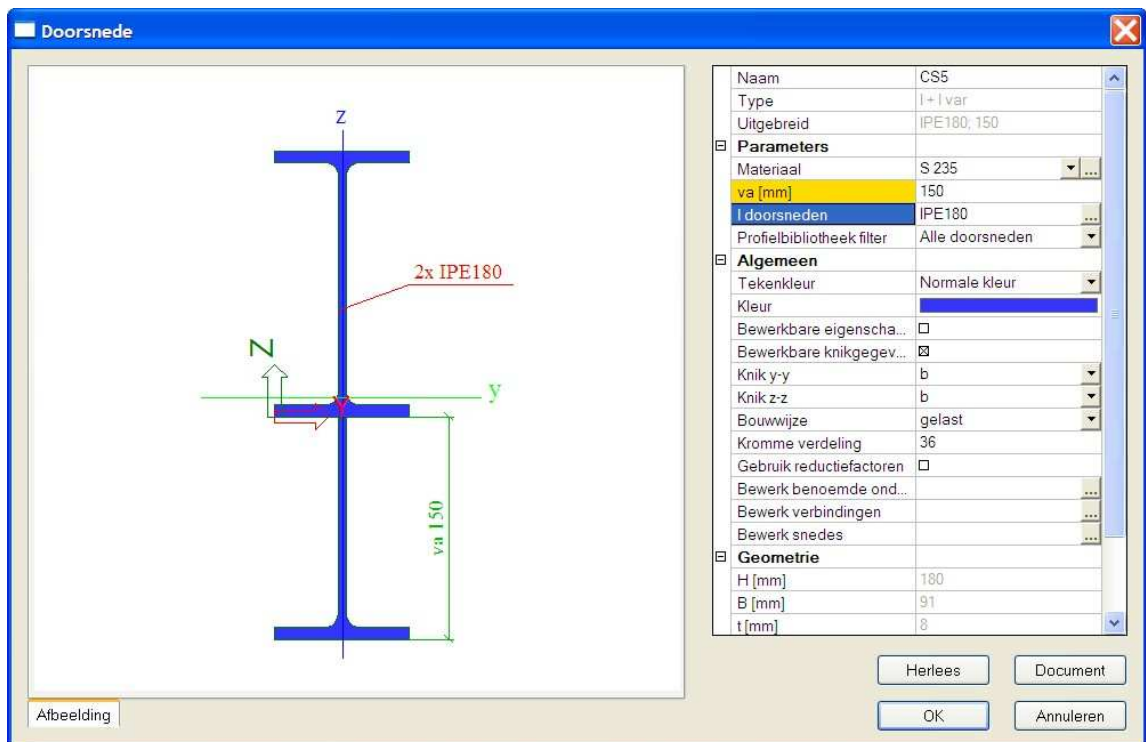 Doorsnede
z
2x IPE180
Z
y
Y
va 150
Afbeelding
Naam CS5
Type I + I var
Uitgebreid IPE180; 150
Parameters
Materiaal S 235 ...
va [mm] 150
I doorsneden IPE180 ...
Profielbibliotheek filter Alle doorsneden
Algemeen
Tekenkleur Normale kleur
Kleur
Bewerkbare eigenscha...
Bewerkbare knikgegev...
Knik y-y b
Knik z-z b
Bouwwijze gelast
Kromme verdeling 36
Gebruik reductiefactoren
Bewerk benoemde ond... ...
Bewerk verbindingen ...
Bewerk snedes ...
Geometrie
H [mm] 180
B [mm] 91
t [mm] 8
Herlees Document
OK Annuleren